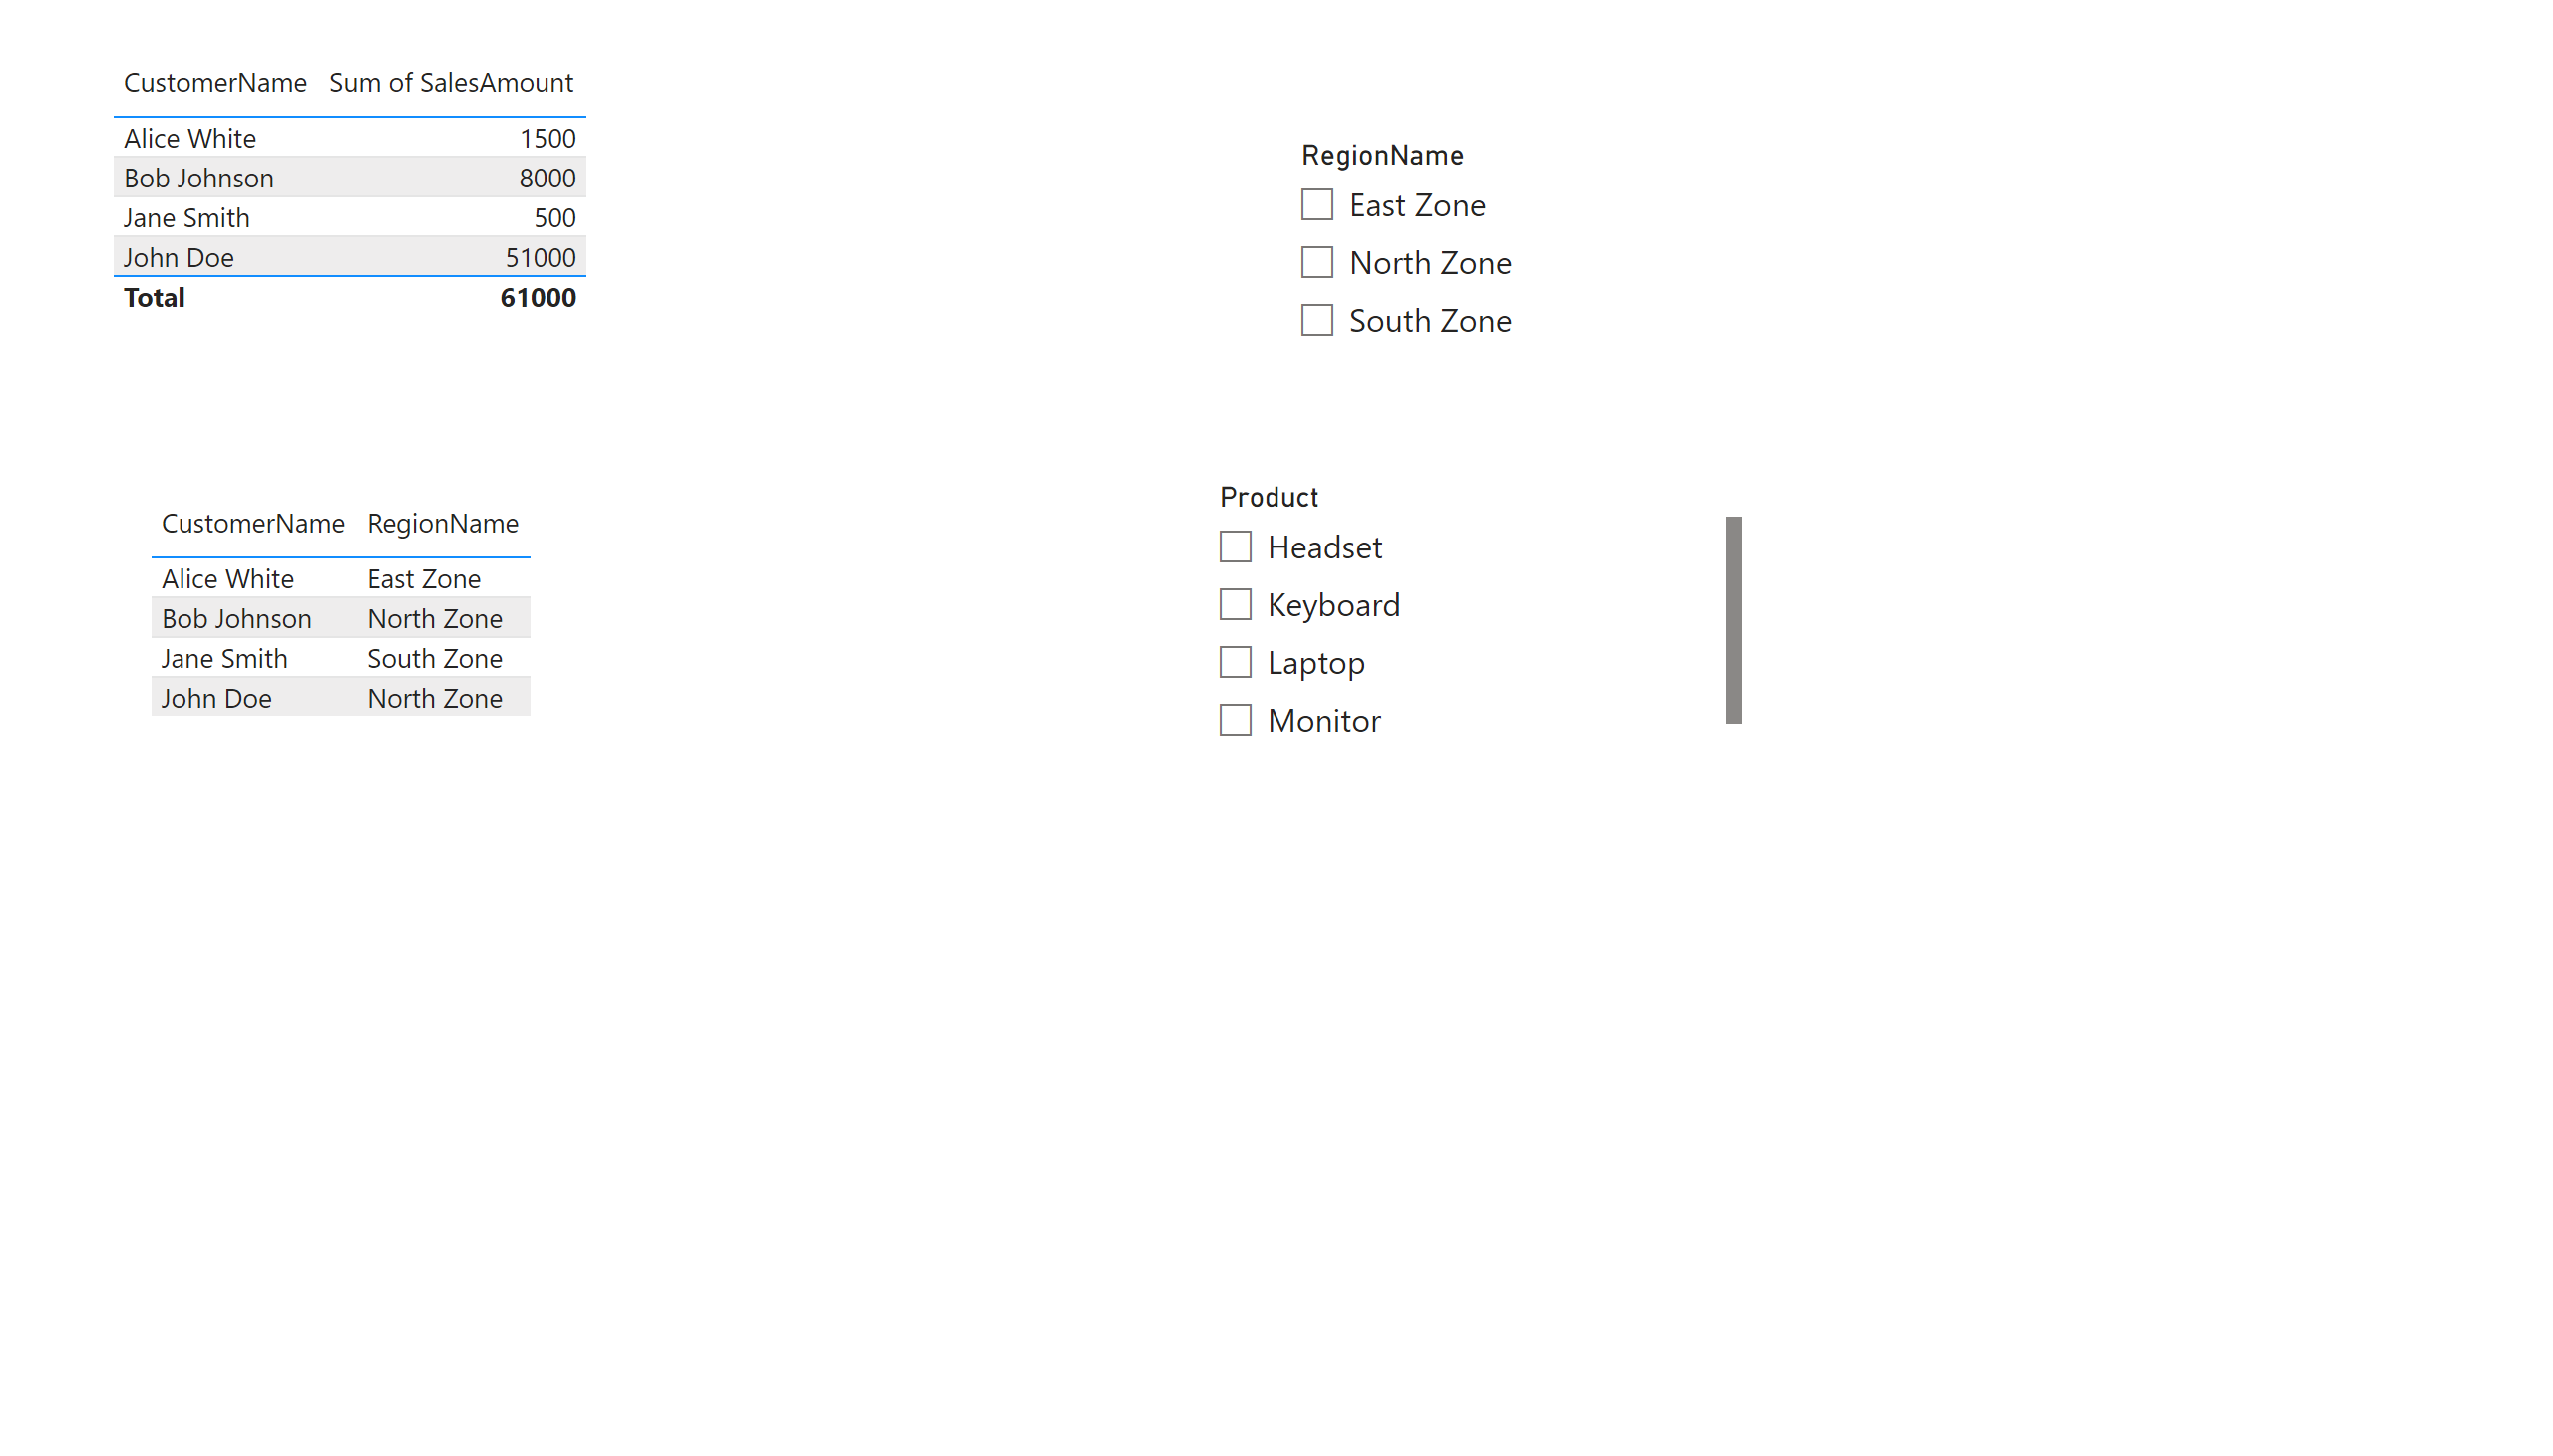 CustomerName Sum of SalesAmount
Alice White 1500
Bob Johnson 8000
Jane Smith 500
John Doe 51000
Total 61000
RegionName
East Zone
North Zone
South Zone
CustomerName RegionName
Alice White East Zone
Bob Johnson North Zone
Jane Smith South Zone
John Doe North Zone
Product
Headset
Keyboard
Laptop
Monitor